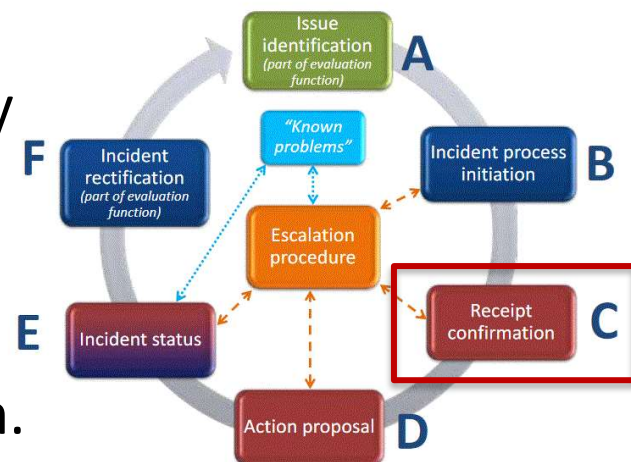 Issue
identification
(part of evaluation
function)
A
y
"Known
problems"
F
Incident
rectification
(part of evaluation
function)
Incident process
initiation
B
Escalation
procedure
E
Incident status
Receipt
confirmation
C
n.
Action proposal
D